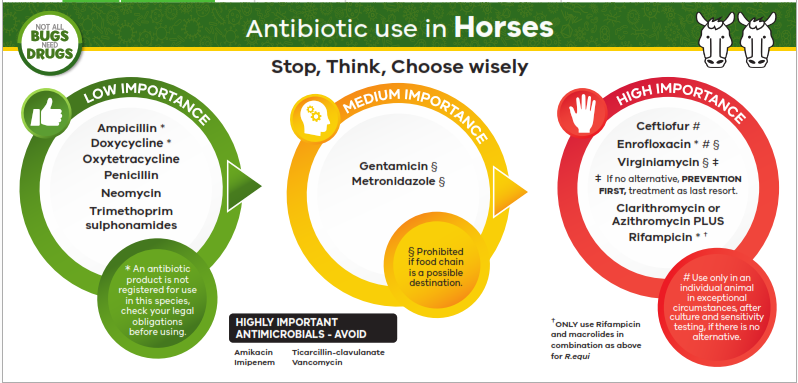 NOT ALL
BUGS
NEED
DRUGS
Antibiotic use in Horses
Stop, Think, Choose wisely
LOW IMPORTANCE
Ampicillin *
Doxycycline *
Oxytetracycline
Penicillin
Neomycin
Trimethoprim
sulphonamides
* An antibiotic
product is not
registered for use
in this species,
check your legal
obligations
before using.
MEDIUM IMPORTANCE
Gentamicin §
Metronidazole §
§ Prohibited
if food chain
is a possible
destination.
HIGH IMPORTANCE
Ceftiofur #
Enrofloxacin * # §
Virginiamycin § ‡
‡ If no alternative, PREVENTION
FIRST, treatment as last resort.
Clarithromycin or
Azithromycin PLUS
Rifampicin * †
# Use only in an
individual animal
in exceptional
circumstances, after
culture and sensitivity
testing, if there is no
alternative.
HIGHLY IMPORTANT
ANTIMICROBIALS - AVOID
Amikacin Ticarcillin-clavulanate
Imipenem Vancomycin
†ONLY use Rifampicin
and macrolides in
combination as above
for R.equi